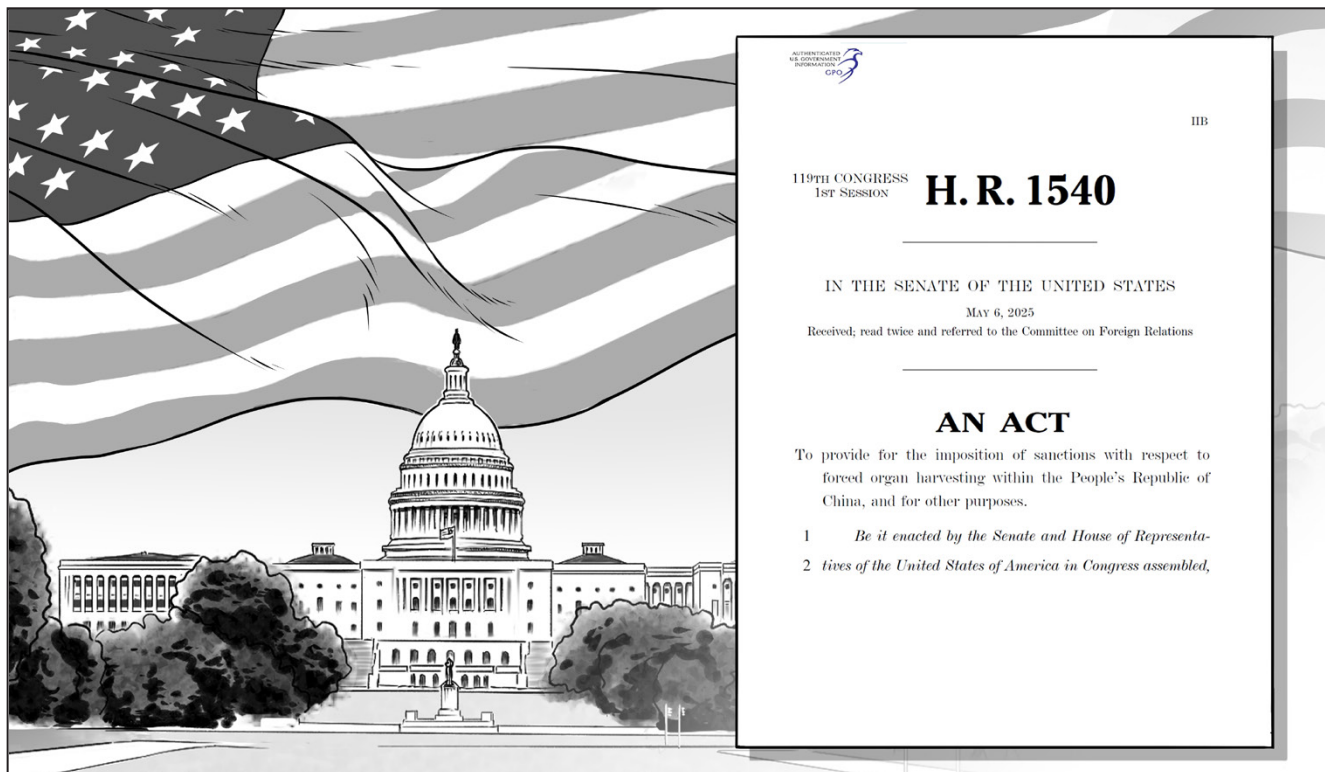 AUTHENTICATED
U.S. GOVERNMENT
INFORMATION
GPO
IIB
119TH CONGRESS
1ST SESSION
H. R. 1540
IN THE SENATE OF THE UNITED STATES
MAY 6, 2025
Received; read twice and referred to the Committee on Foreign Relations
AN ACT
To provide for the imposition of sanctions with respect to
forced organ harvesting within the People's Republic of
China, and for other purposes.
1 Be it enacted by the Senate and House of Representa-
2 tives of the United States of America in Congress assembled,